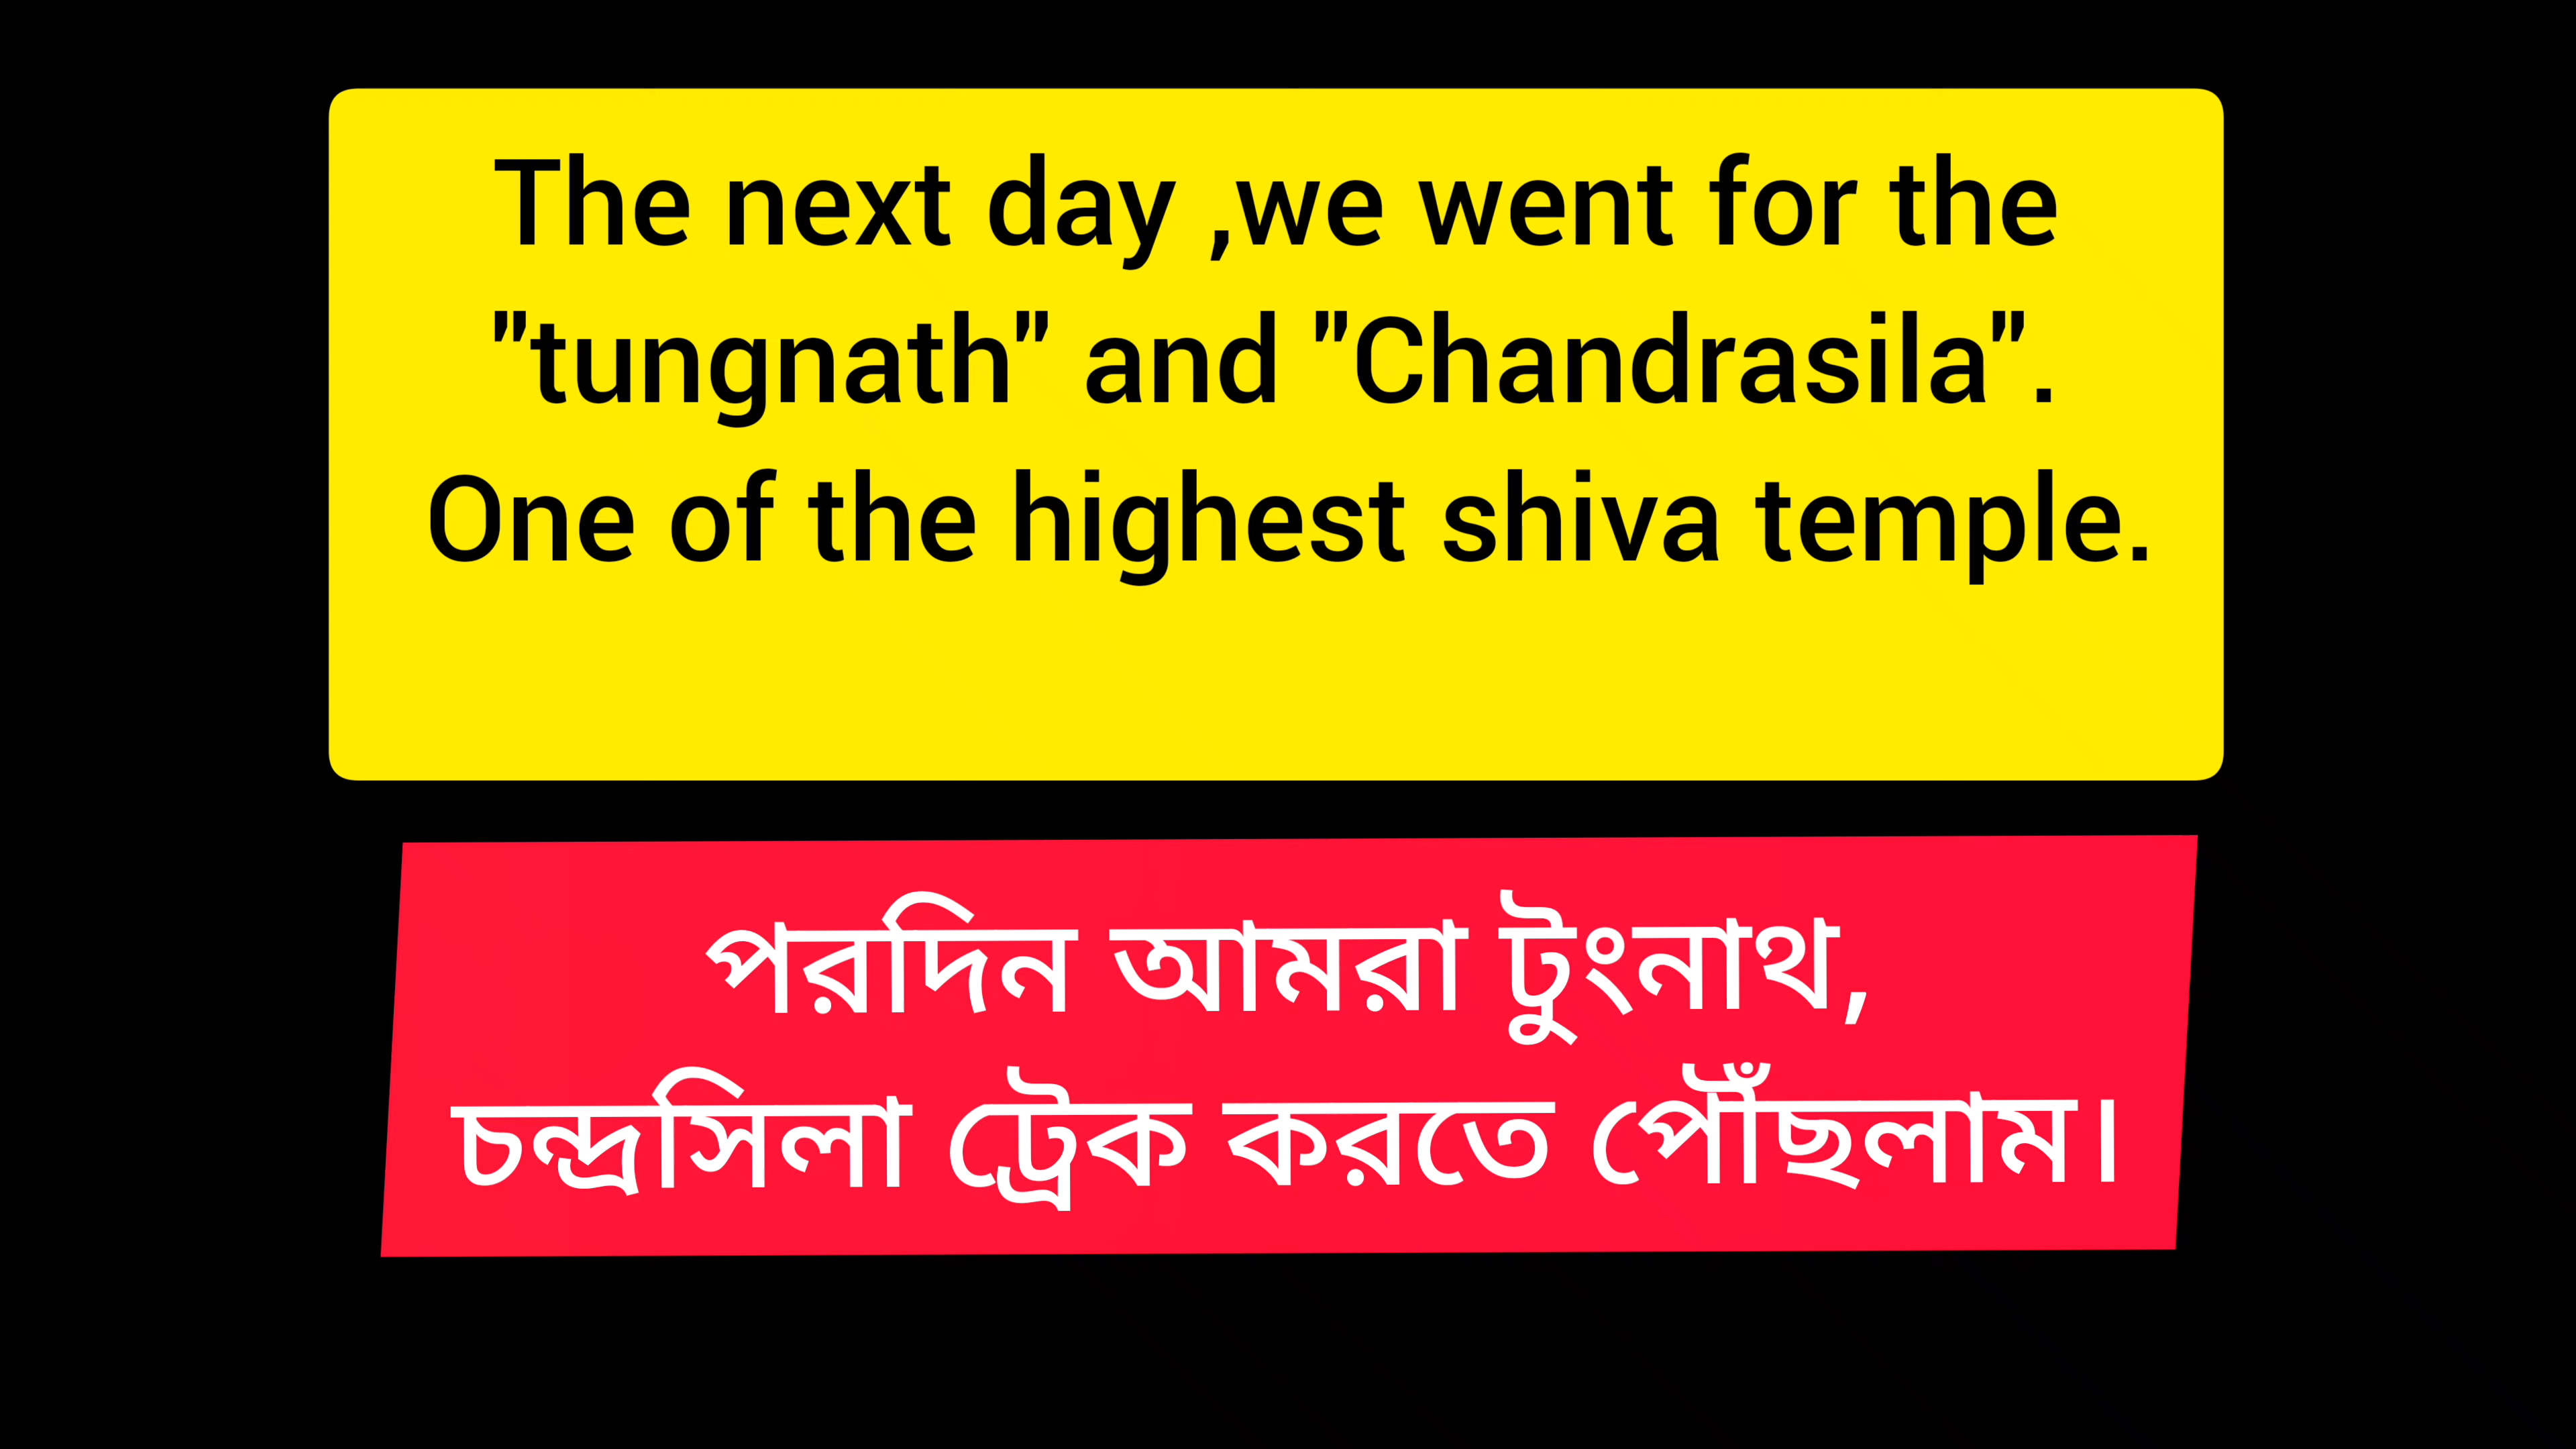 The next day ,we went for the
"tungnath" and "Chandrasila".
One of the highest shiva temple.
পরদিন আমরা টুংনাথ,
চন্দ্রসিলা ট্রেক করতে পৌঁছলাম।